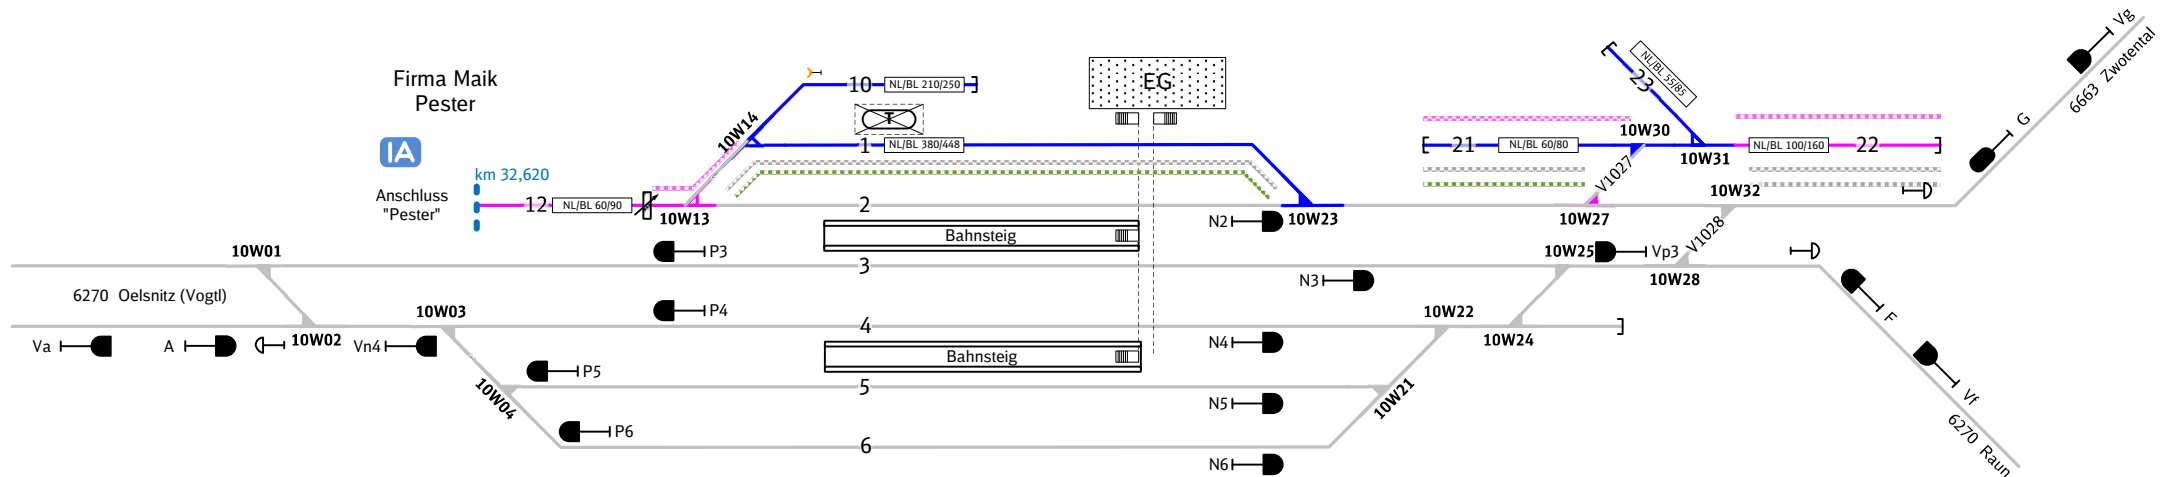 Firma Maik
Pester
IA
Anschluss
"Pester"
km 32,620
12
NL/BL 60/90
10W13
10W14
10
NL/BL 210/250
T
1
NL/BL 380/448
2
EG
Bahnsteig
N2
10W23
21
NL/BL 60/80
10W30
23
NL/BL 55/85
10W31
NL/BL 100/160
22
V1027
10W27
10W32
V1028
G
Vg
6663 Zwotental
10W01
P3
3
N3
10W25
Vp3
10W28
6270 Oelsnitz (Vogtl)
10W02
10W03
P4
4
10W22
10W24
Va
A
Vn4
N4
Bahnsteig
F
Vf
6270 Raun
10W04
P5
5
N5
10W21
P6
6
N6